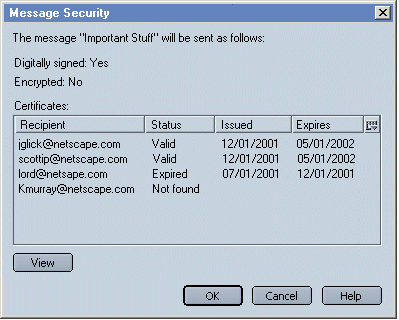 Message Security
The message "Important Stuff" will be sent as follows:
Digitally signed: Yes
Encrypted: No
Certificates:
Recipient Status Issued Expires
jglick@netscape.com Valid 12/01/2001 05/01/2002
scottip@netscape.com Valid 12/01/2001 05/01/2002
lord@netsape.com Expired 07/01/2001 12/01/2001
Kmurray@netscape.com Not found
View
OK Cancel Help